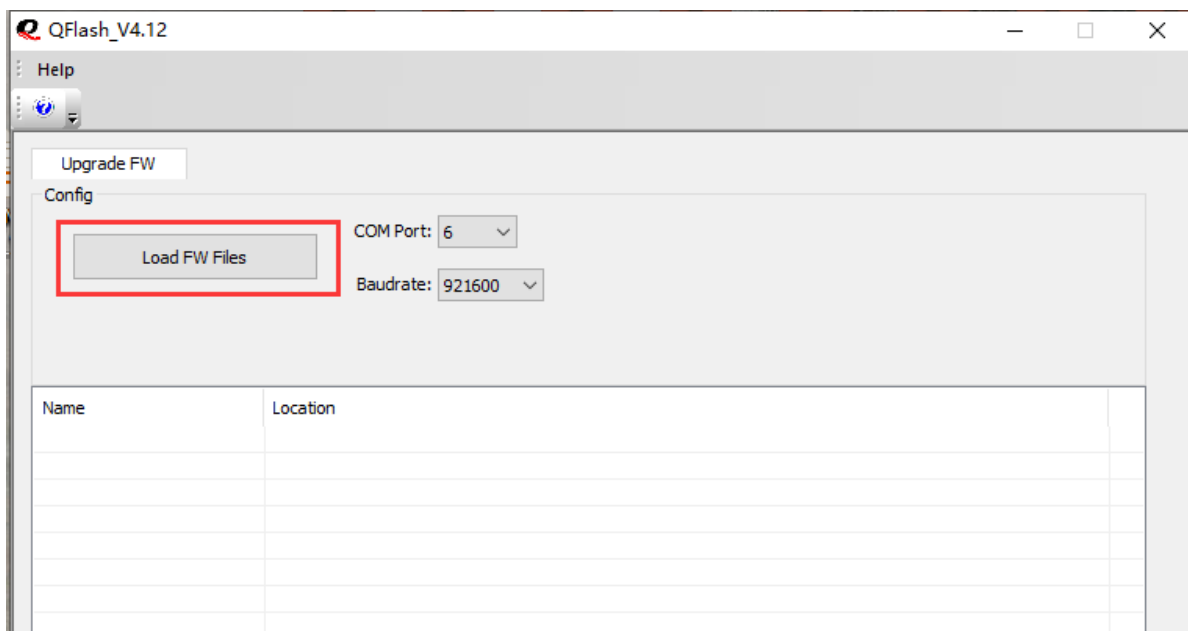 QFlash_V4.12
Help
Upgrade FW
Config
Load FW Files
COM Port: 6
Baudrate: 921600
Name Location